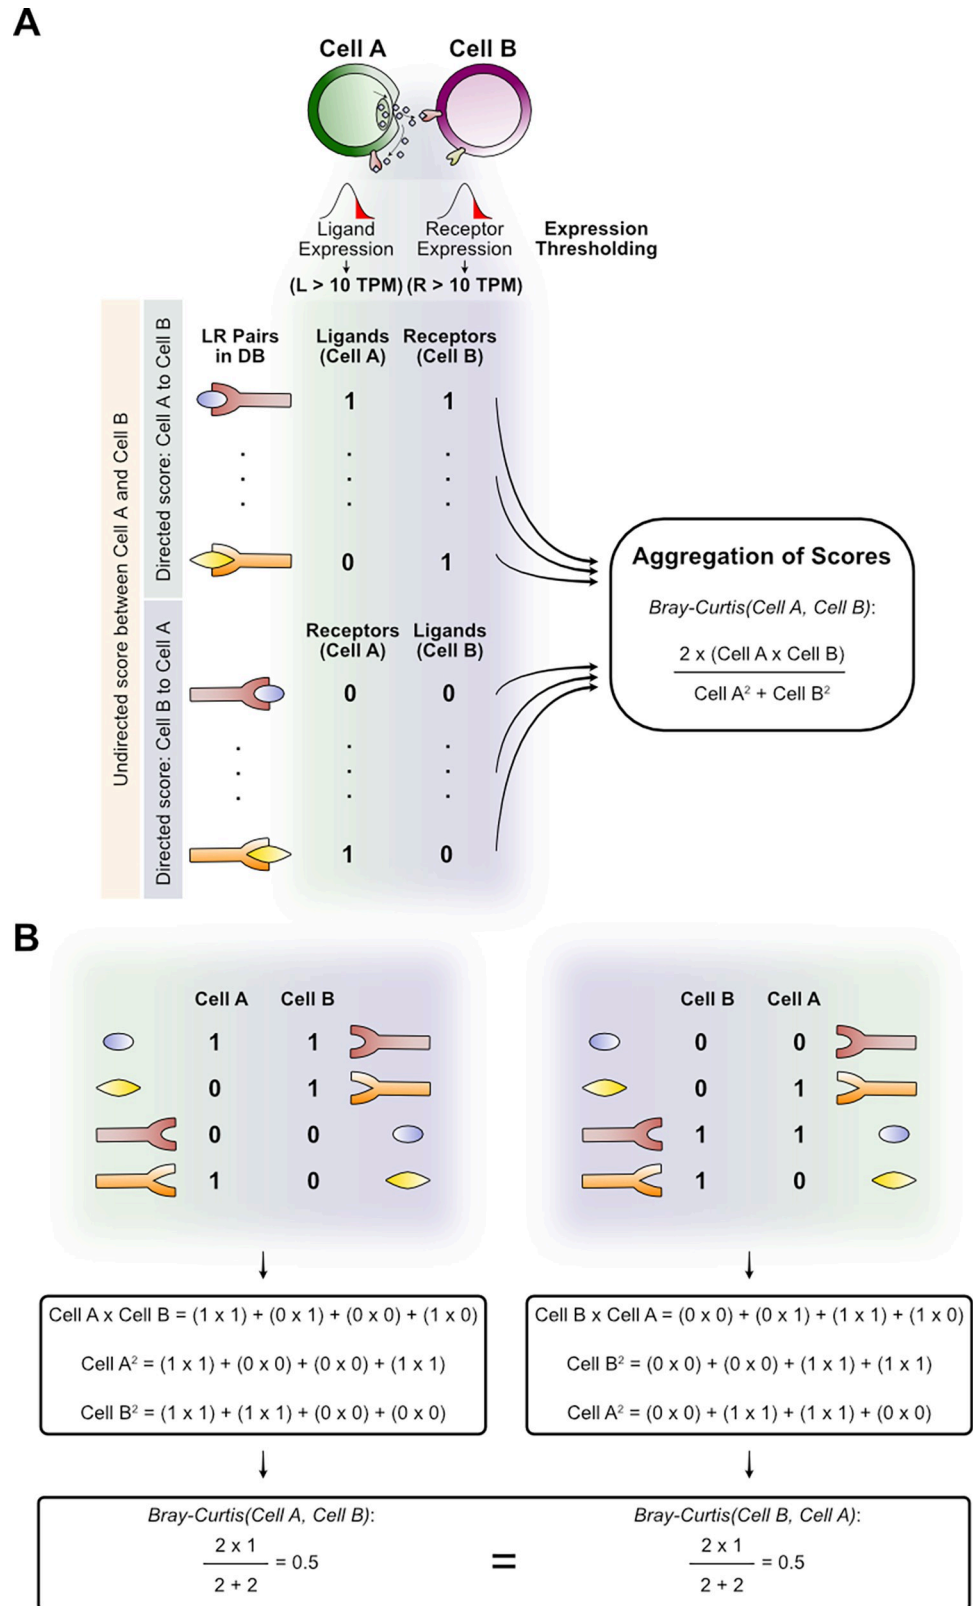 A
Cell A
Cell B
Ligand
Expression
Receptor
Expression
Expression
Thresholding
(L > 10 TPM)
(R > 10 TPM)
Undirected score between Cell A and Cell B
Directed score: Cell A to Cell B
LR Pairs
in DB
Ligands
(Cell A)
Receptors
(Cell B)
1 1
. .
. .
. .
0 1
Directed score: Cell B to Cell A
Receptors
(Cell A)
Ligands
(Cell B)
0 0
. .
. .
. .
1 0
Aggregation of Scores
Bray-Curtis(Cell A, Cell B):
2 x (Cell A x Cell B)
Cell A² + Cell B²
B
Cell A Cell B
1 1
0 1
0 0
1 0
Cell A x Cell B = (1 x 1) + (0 x 1) + (0 x 0) + (1 x 0)
Cell A² = (1 x 1) + (0 x 0) + (0 x 0) + (1 x 1)
Cell B² = (1 x 1) + (1 x 1) + (0 x 0) + (0 x 0)
Cell B Cell A
0 0
0 1
1 1
1 0
Cell B x Cell A = (0 x 0) + (0 x 1) + (1 x 1) + (1 x 0)
Cell B² = (0 x 0) + (0 x 0) + (1 x 1) + (1 x 1)
Cell A² = (0 x 0) + (1 x 1) + (1 x 1) + (0 x 0)
Bray-Curtis(Cell A, Cell B):
2 x 1
= 0.5
2 + 2
=
Bray-Curtis(Cell B, Cell A):
2 x 1
= 0.5
2 + 2